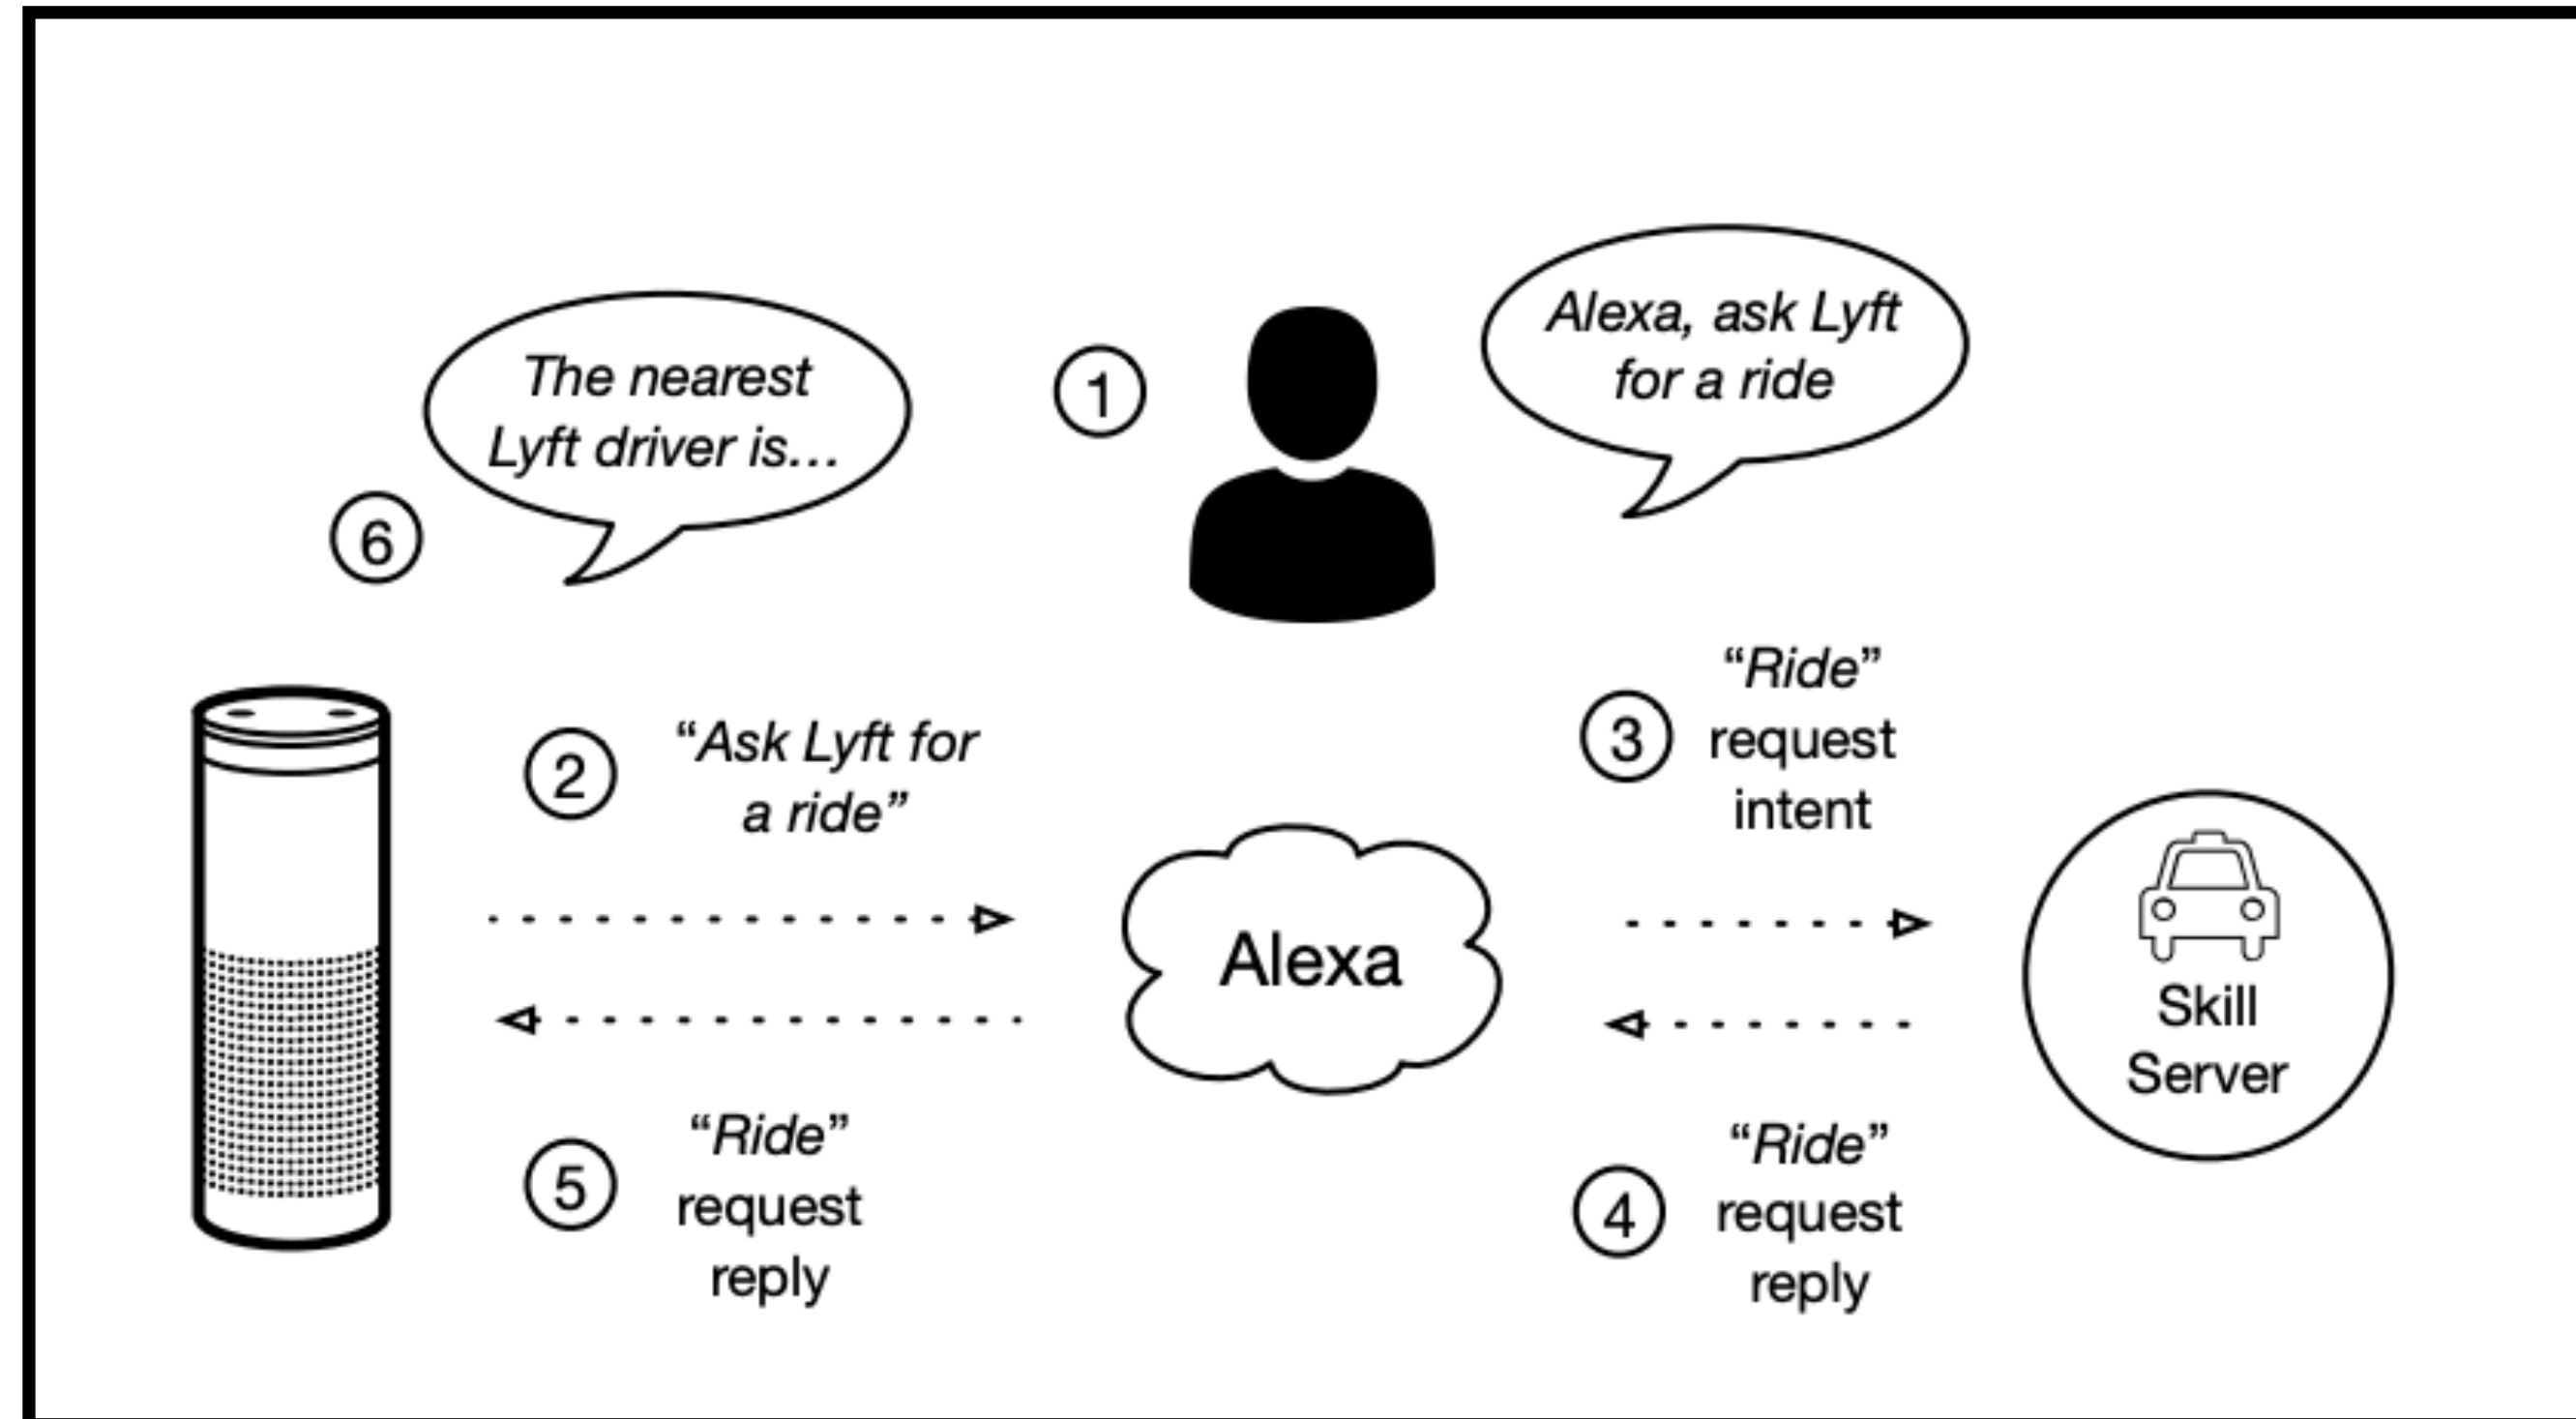 Alexa, ask Lyft
for a ride
1
The nearest
Lyft driver is...
6
2
“Ask Lyft for
a ride”
3
“Ride”
request
intent
Alexa
Skill
Server
5
“Ride”
request
reply
4
“Ride”
request
reply